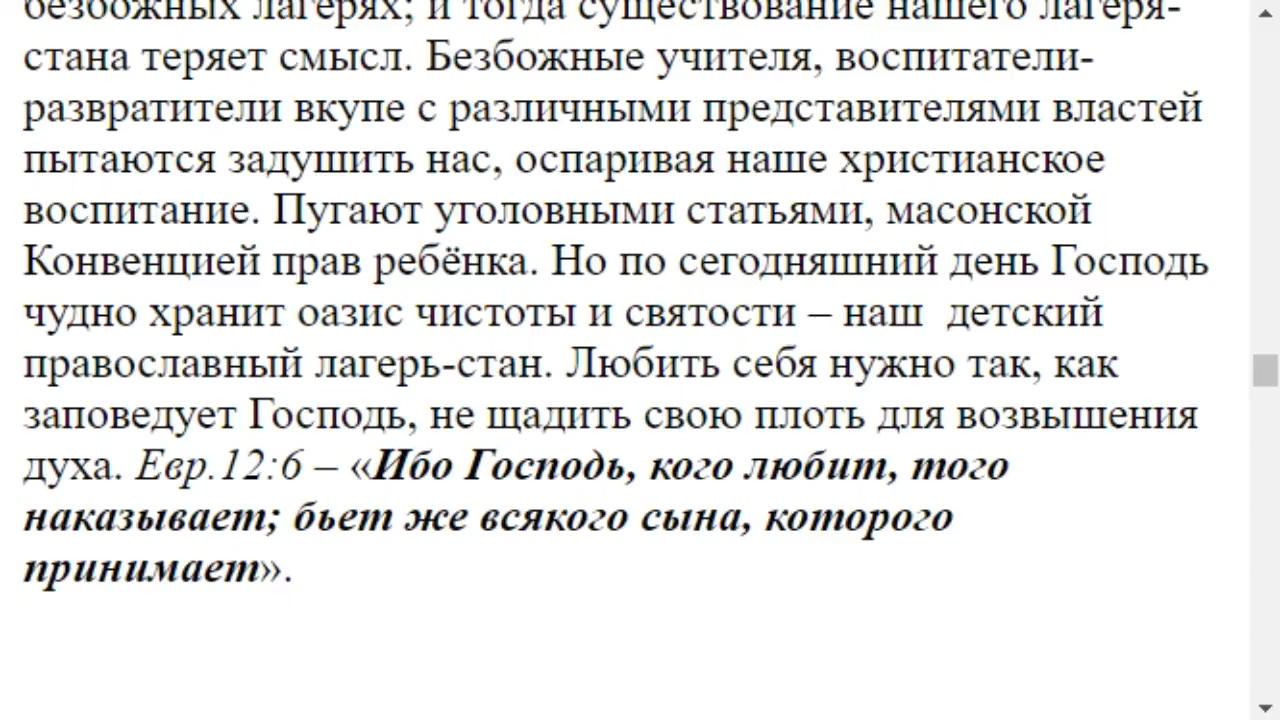 безбожных лагерях; и тогда существование нашего лагеря-
стана теряет смысл. Безбожные учителя, воспитатели-
развратители вкупе с различными представителями властей
пытаются задушить нас, оспаривая наше христианское
воспитание. Пугают уголовными статьями, масонской
Конвенцией прав ребёнка. Но по сегодняшний день Господь
чудно хранит оазис чистоты и святости – наш  детский
православный лагерь-стан. Любить себя нужно так, как
заповедует Господь, не щадить свою плоть для возвышения
духа. Евр.12:6 – «Ибо Господь, кого любит, того
наказывает; бьет же всякого сына, которого
принимает».